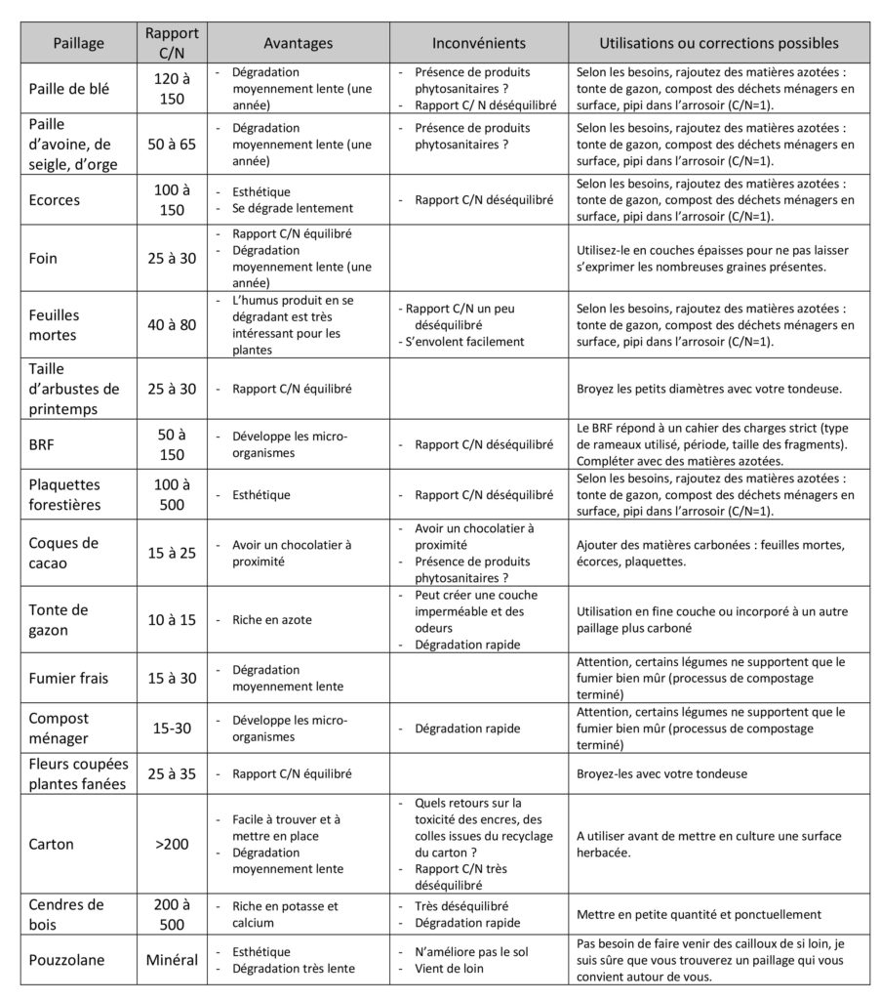 Paillage
Rapport
C/N
Avantages
Inconvénients
Utilisations ou corrections possibles
Paille de blé
120 à
150
- Dégradation
moyennement lente (une
année)
- Présence de produits
phytosanitaires ?
- Rapport C/ N déséquilibré
Selon les besoins, rajoutez des matières azotées :
tonte de gazon, compost des déchets ménagers en
surface, pipi dans l’arrosoir (C/N=1).
Paille
d’avoine, de
seigle, d’orge
50 à 65
- Dégradation
moyennement lente (une
année)
- Présence de produits
phytosanitaires ?
Selon les besoins, rajoutez des matières azotées :
tonte de gazon, compost des déchets ménagers en
surface, pipi dans l’arrosoir (C/N=1).
Ecorces
100 à
150
- Esthétique
- Se dégrade lentement
- Rapport C/N déséquilibré
Selon les besoins, rajoutez des matières azotées :
tonte de gazon, compost des déchets ménagers en
surface, pipi dans l’arrosoir (C/N=1).
Foin
25 à 30
- Rapport C/N équilibré
- Dégradation
moyennement lente (une
année)
Utilisez-le en couches épaisses pour ne pas laisser
s’exprimer les nombreuses graines présentes.
Feuilles
mortes
40 à 80
- L’humus produit en se
dégradant est très
intéressant pour les
plantes
- Rapport C/N un peu
déséquilibré
- S’envolent facilement
Selon les besoins, rajoutez des matières azotées :
tonte de gazon, compost des déchets ménagers en
surface, pipi dans l’arrosoir (C/N=1).
Taille
d’arbustes de
printemps
25 à 30
- Rapport C/N équilibré
Broyez les petits diamètres avec votre tondeuse.
BRF
50 à
150
- Développe les micro-
organismes
- Rapport C/N déséquilibré
Le BRF répond à un cahier des charges strict (type
de rameaux utilisé, période, taille des fragments).
Compléter avec des matières azotées.
Plaquettes
forestières
100 à
500
- Esthétique
- Rapport C/N déséquilibré
Selon les besoins, rajoutez des matières azotées :
tonte de gazon, compost des déchets ménagers en
surface, pipi dans l’arrosoir (C/N=1).
Coques de
cacao
15 à 25
- Avoir un chocolatier à
proximité
- Avoir un chocolatier à
proximité
- Présence de produits
phytosanitaires ?
Ajouter des matières carbonées : feuilles mortes,
écorces, plaquettes.
Tonte de
gazon
10 à 15
- Riche en azote
- Peut créer une couche
imperméable et des
odeurs
- Dégradation rapide
Utilisation en fine couche ou incorporé à un autre
paillage plus carboné
Fumier frais
15 à 30
- Dégradation
moyennement lente
Attention, certains légumes ne supportent que le
fumier bien mûr (processus de compostage
terminé)
Compost
ménager
15-30
- Développe les micro-
organismes
- Dégradation rapide
Attention, certains légumes ne supportent que le
fumier bien mûr (processus de compostage
terminé)
Fleurs coupées
plantes fanées
25 à 35
- Rapport C/N équilibré
Broyez-les avec votre tondeuse
Carton
>200
- Facile à trouver et à
mettre en place
- Dégradation
moyennement lente
- Quels retours sur la
toxicité des encres, des
colles issues du recyclage
du carton ?
- Rapport C/N très
déséquilibré
A utiliser avant de mettre en culture une surface
herbacée.
Cendres de
bois
200 à
500
- Riche en potasse et
calcium
- Très déséquilibré
- Dégradation rapide
Mettre en petite quantité et ponctuellement
Pouzzolane
Minéral
- Esthétique
- Dégradation très lente
- N’améliore pas le sol
- Vient de loin
Pas besoin de faire venir des cailloux de si loin, je
suis sûre que vous trouverez un paillage qui vous
convient autour de vous.